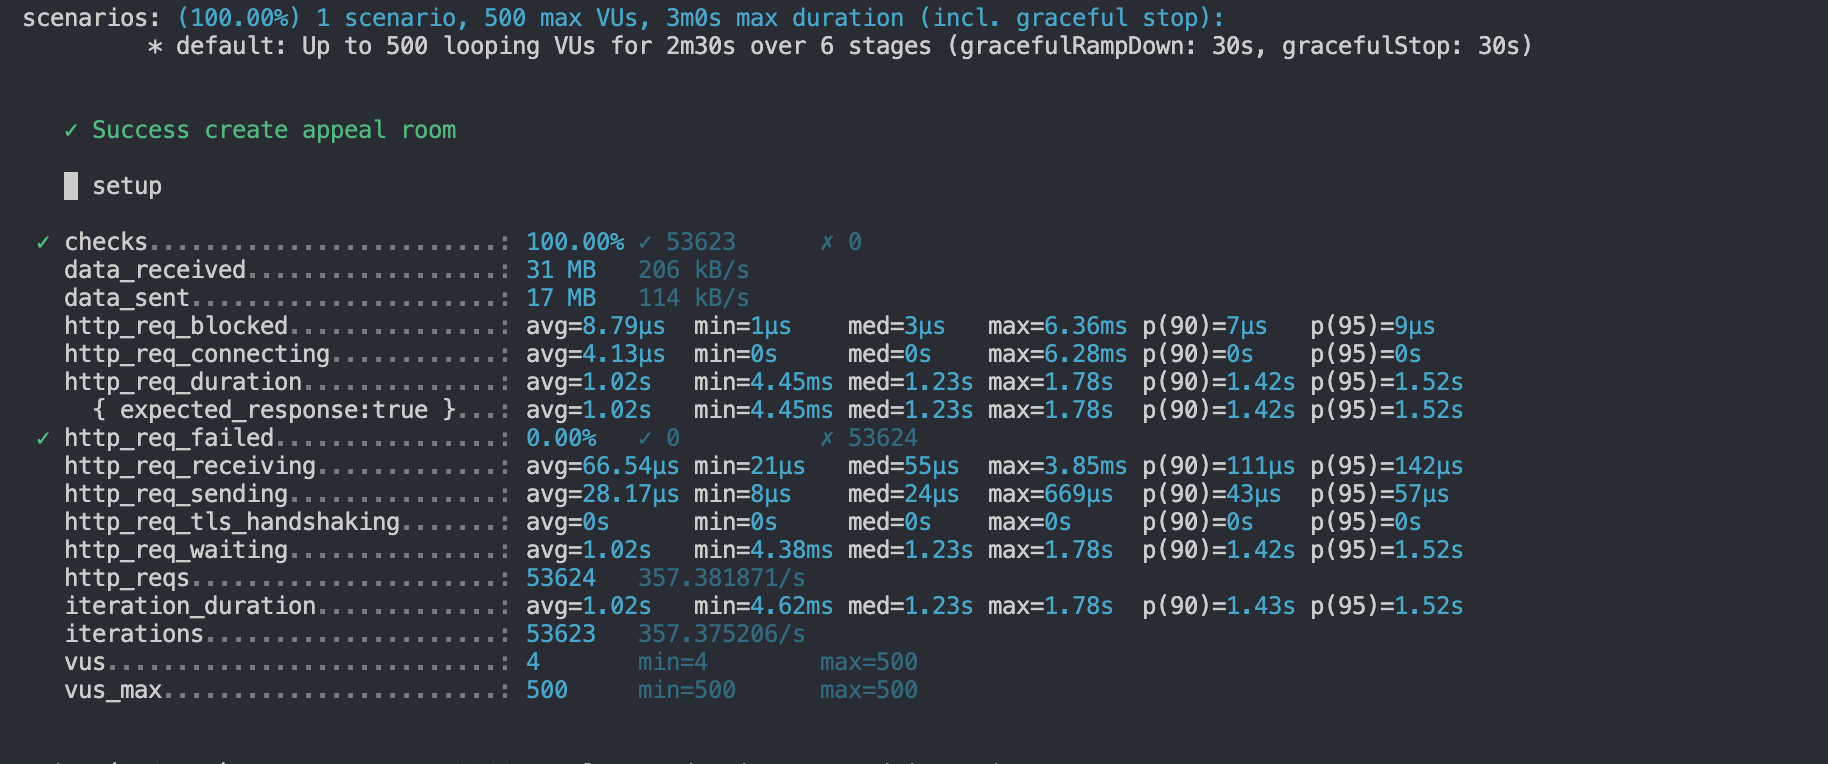 scenarios: (100.00%) 1 scenario, 500 max VUs, 3m0s max duration (incl. graceful stop):
* default: Up to 500 looping VUs for 2m30s over 6 stages (gracefulRampDown: 30s, gracefulStop: 30s)
✓ Success create appeal room
█ setup
✓ checks.........................: 100.00% ✓ 53623 ✗ 0
data_received..................: 31 MB 206 kB/s
data_sent......................: 17 MB 114 kB/s
http_req_blocked...............: avg=8.79µs min=1µs med=3µs max=6.36ms p(90)=7µs p(95)=9µs
http_req_connecting............: avg=4.13µs min=0s med=0s max=6.28ms p(90)=0s p(95)=0s
http_req_duration..............: avg=1.02s min=4.45ms med=1.23s max=1.78s p(90)=1.42s p(95)=1.52s
{ expected_response:true }...: avg=1.02s min=4.45ms med=1.23s max=1.78s p(90)=1.42s p(95)=1.52s
✓ http_req_failed................: 0.00% ✓ 0 ✗ 53624
http_req_receiving.............: avg=66.54µs min=21µs med=55µs max=3.85ms p(90)=111µs p(95)=142µs
http_req_sending...............: avg=28.17µs min=8µs med=24µs max=669µs p(90)=43µs p(95)=57µs
http_req_tls_handshaking.......: avg=0s min=0s med=0s max=0s p(90)=0s p(95)=0s
http_req_waiting...............: avg=1.02s min=4.38ms med=1.23s max=1.78s p(90)=1.42s p(95)=1.52s
http_reqs......................: 53624 357.381871/s
iteration_duration.............: avg=1.02s min=4.62ms med=1.23s max=1.78s p(90)=1.43s p(95)=1.52s
iterations.....................: 53623 357.375206/s
vus............................: 4 min=4 max=500
vus_max........................: 500 min=500 max=500